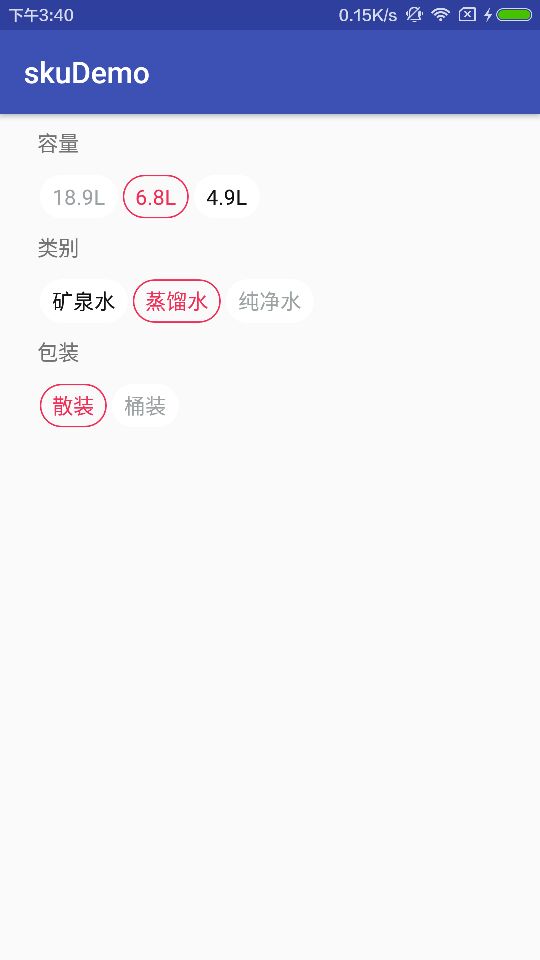 下午3:40 0.15K/s
skuDemo
容量
18.9L 6.8L 4.9L
类别
矿泉水 蒸馏水 纯净水
包装
散装 桶装